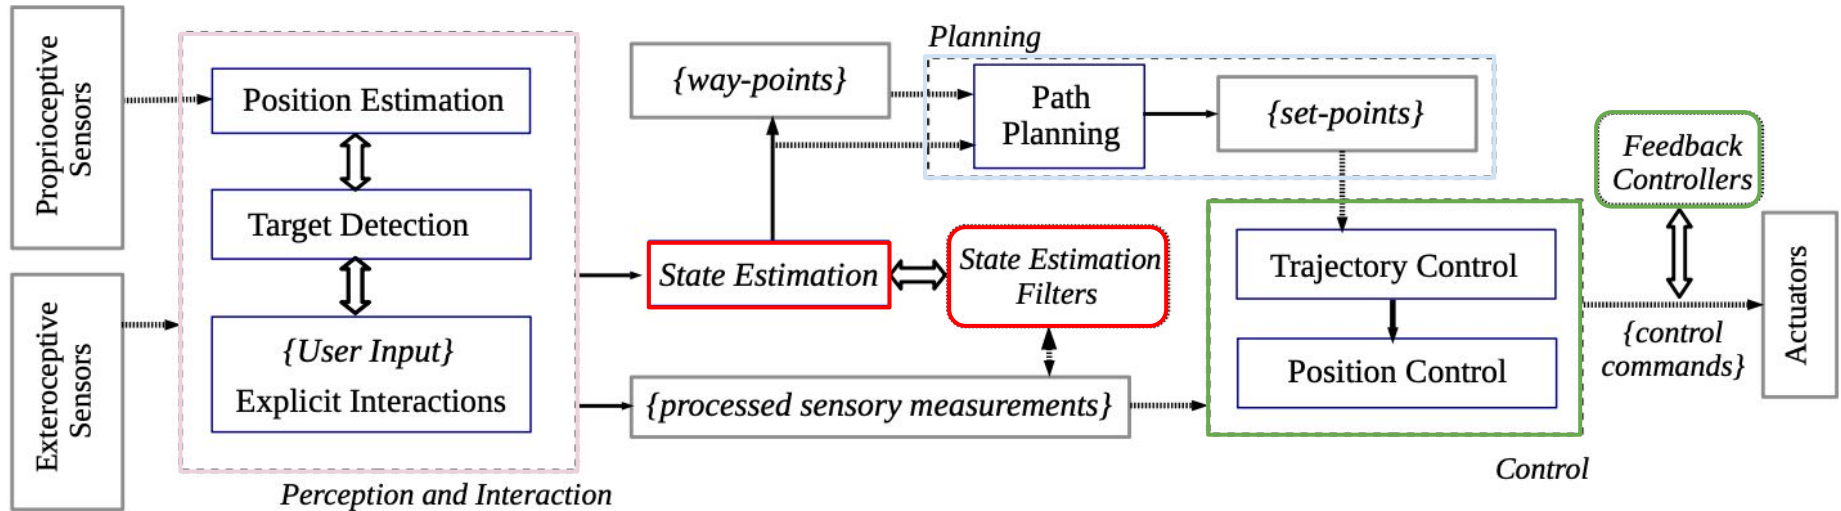 Proprioceptive
Sensors
Exteroceptive
Sensors
Position Estimation
Target Detection
{User Input}
Explicit Interactions
Perception and Interaction
{way-points}
State Estimation
State Estimation
Filters
{processed sensory measurements}
Planning
Path
Planning
{set-points}
Trajectory Control
Position Control
Control
Feedback
Controllers
{control
commands}
Actuators